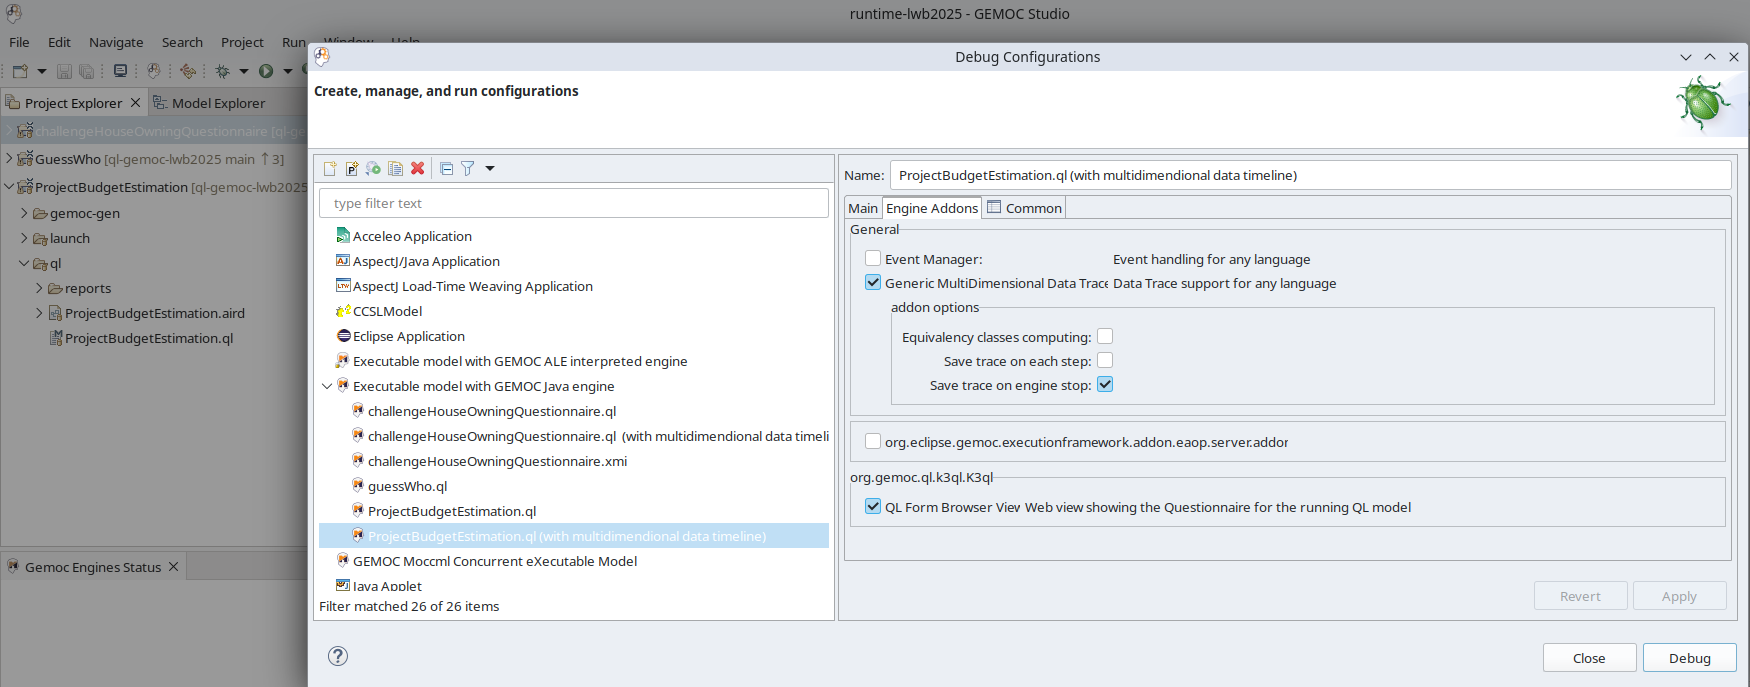 runtime-lwb2025 - GEMOC Studio
File Edit Navigate Search Project Run Window Help
Debug Configurations
Create, manage, and run configurations
Project Explorer Model Explorer
challengeHouseOwningQuestionnaire [ql-ge
GuessWho [ql-gemoc-lwb2025 main ↑3]
ProjectBudgetEstimation [ql-gemoc-lwb2025
gemoc-gen
launch
ql
reports
ProjectBudgetEstimation.aird
ProjectBudgetEstimation.ql
Gemoc Engines Status
type filter text
Acceleo Application
AspectJ/Java Application
AspectJ Load-Time Weaving Application
CCSLModel
Eclipse Application
Executable model with GEMOC ALE interpreted engine
Executable model with GEMOC Java engine
challengeHouseOwningQuestionnaire.ql
challengeHouseOwningQuestionnaire.ql (with multidimendional data timeli
challengeHouseOwningQuestionnaire.xmi
guessWho.ql
ProjectBudgetEstimation.ql
ProjectBudgetEstimation.ql (with multidimendional data timeline)
GEMOC Moccml Concurrent eXecutable Model
Java Applet
Filter matched 26 of 26 items
Name: ProjectBudgetEstimation.ql (with multidimendional data timeline)
Main Engine Addons Common
General
Event Manager: Event handling for any language
Generic MultiDimensional Data Trace Data Trace support for any language
addon options
Equivalency classes computing:
Save trace on each step:
Save trace on engine stop:
org.eclipse.gemoc.executionframework.addon.eaop.server.addor
org.gemoc.ql.k3ql.K3ql
QL Form Browser View Web view showing the Questionnaire for the running QL model
Revert Apply
Close Debug